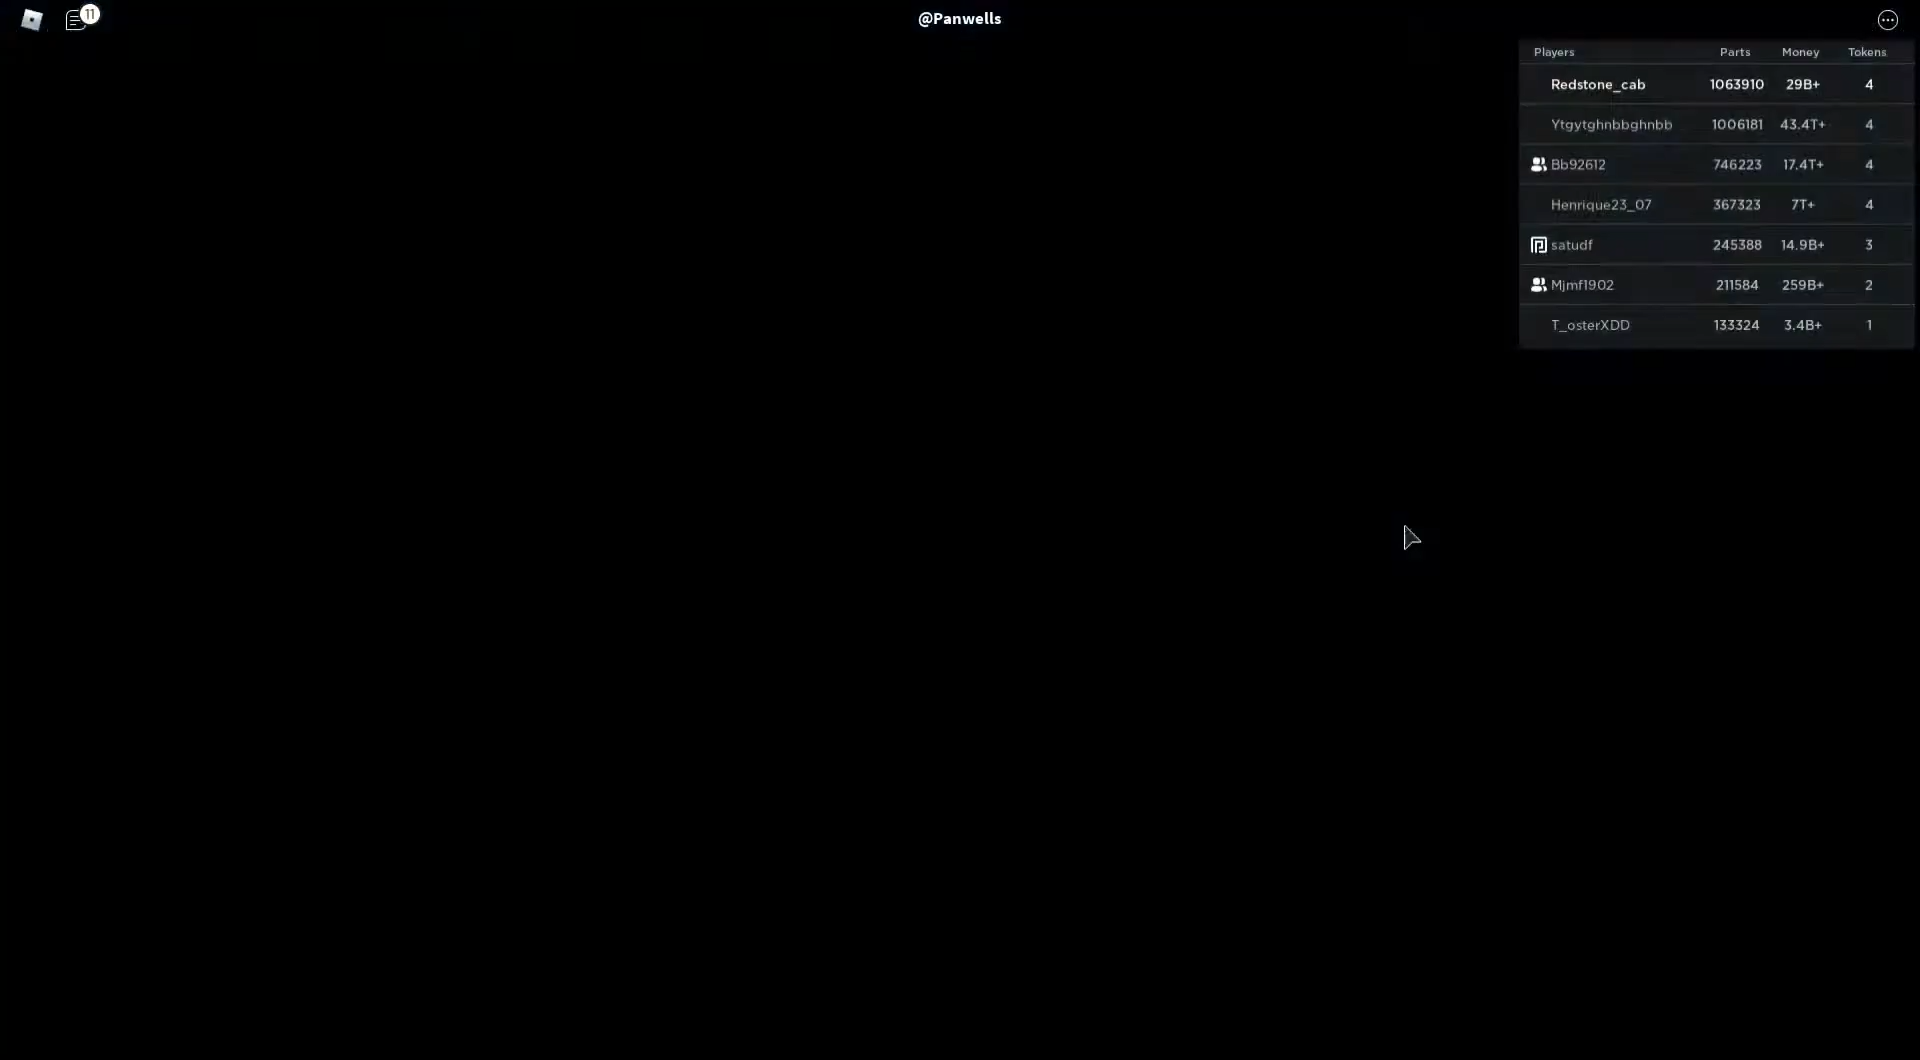 11
@Panwells
Players Parts Money Tokens
Redstone_cab 1063910 29B+ 4
Ytgytghnbbghnbb 1006181 43.4T+ 4
Bb92612 746223 17.4T+ 4
Henrique23_07 367323 7T+ 4
satudf 245388 14.9B+ 3
Mjmf1902 211584 259B+ 2
T_osterXDD 133324 3.4B+ 1